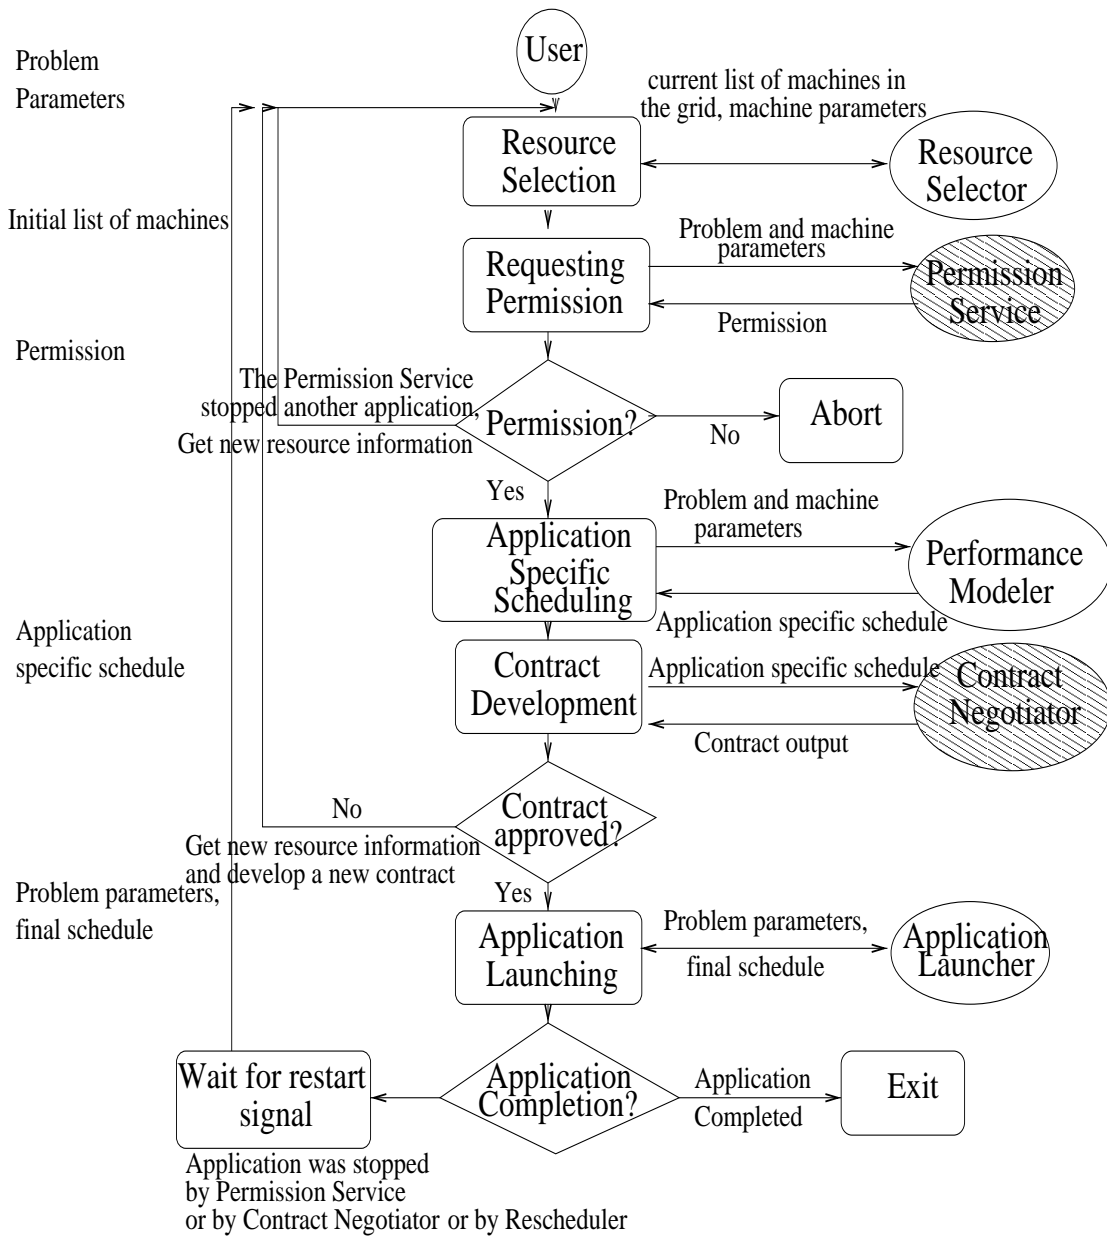 User
Problem
Parameters
current list of machines in
the grid, machine parameters
Resource
Selection
Resource
Selector
Initial list of machines
Requesting
Permission
Problem and machine
parameters
Permission
Service
Permission
Permission
The Permission Service
stopped another application,
Get new resource information
Permission?
No
Abort
Yes
Application
Specific
Scheduling
Problem and machine
parameters
Performance
Modeler
Application specific schedule
Application
specific schedule
Contract
Development
Application specific schedule
Contract
Negotiator
Contract output
No
Contract
approved?
Get new resource information
and develop a new contract
Yes
Problem parameters,
final schedule
Application
Launching
Problem parameters,
final schedule
Application
Launcher
Wait for restart
signal
Application
Completion?
Application
Completed
Exit
Application was stopped
by Permission Service
or by Contract Negotiator or by Rescheduler